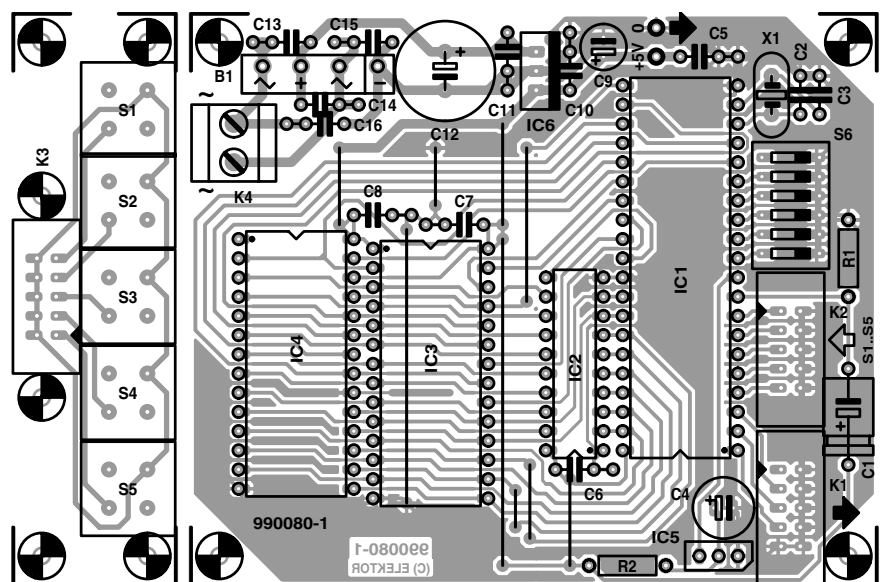 C13
C15
B1
~
+
~
-
+
C14
C16
C12
C11
C10
C9
+
IC6
0
+5V
C5
X1
C2
C3
S6
K4
~
~
K3
S1
S2
S3
S4
S5
C8
C7
IC4
IC3
IC2
IC1
R1
K2
S1..S5
C1
+
K1
C6
C4
+
IC5
R2
990080-1
990080-1
(C) ELEKTOR